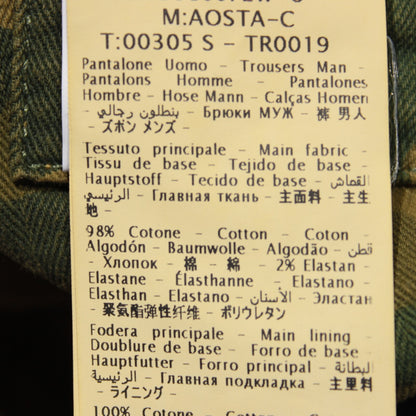 M:AOSTA-C
T:00305 S - TR0019
Pantalone Uomo - Trousers Man -
Pantalons Homme - Pantalones
Hombre - Hose Mann - Calças Homem
بنطلون رجالي - Брюки МУЖ - 裤 男人
- ズボン メンズ -
Tessuto principale - Main fabric -
Tissu de base - Tejido de base -
Hauptstoff - Tecido de base - القماش
الرئيسي - Главная ткань - 主面料 - 主生
地 -
98% Cotone - Cotton - Coton -
Algodón - Baumwolle - Algodão - قطن
- Хлопок - 棉 - 綿 - 2% Elastan -
Elastane - Élasthanne - Elastano -
Elasthan - Elastano - الأستان - Эластан
- 聚氨酯弹性纤维 - ポリウレタン
Fodera principale - Main lining -
Doublure de base - Forro de base -
Hauptfutter - Forro principal - البطانة
الرئيسية - Главная подкладка - 主里料
- ライニング -
100% Cotone - Cotton - Coton